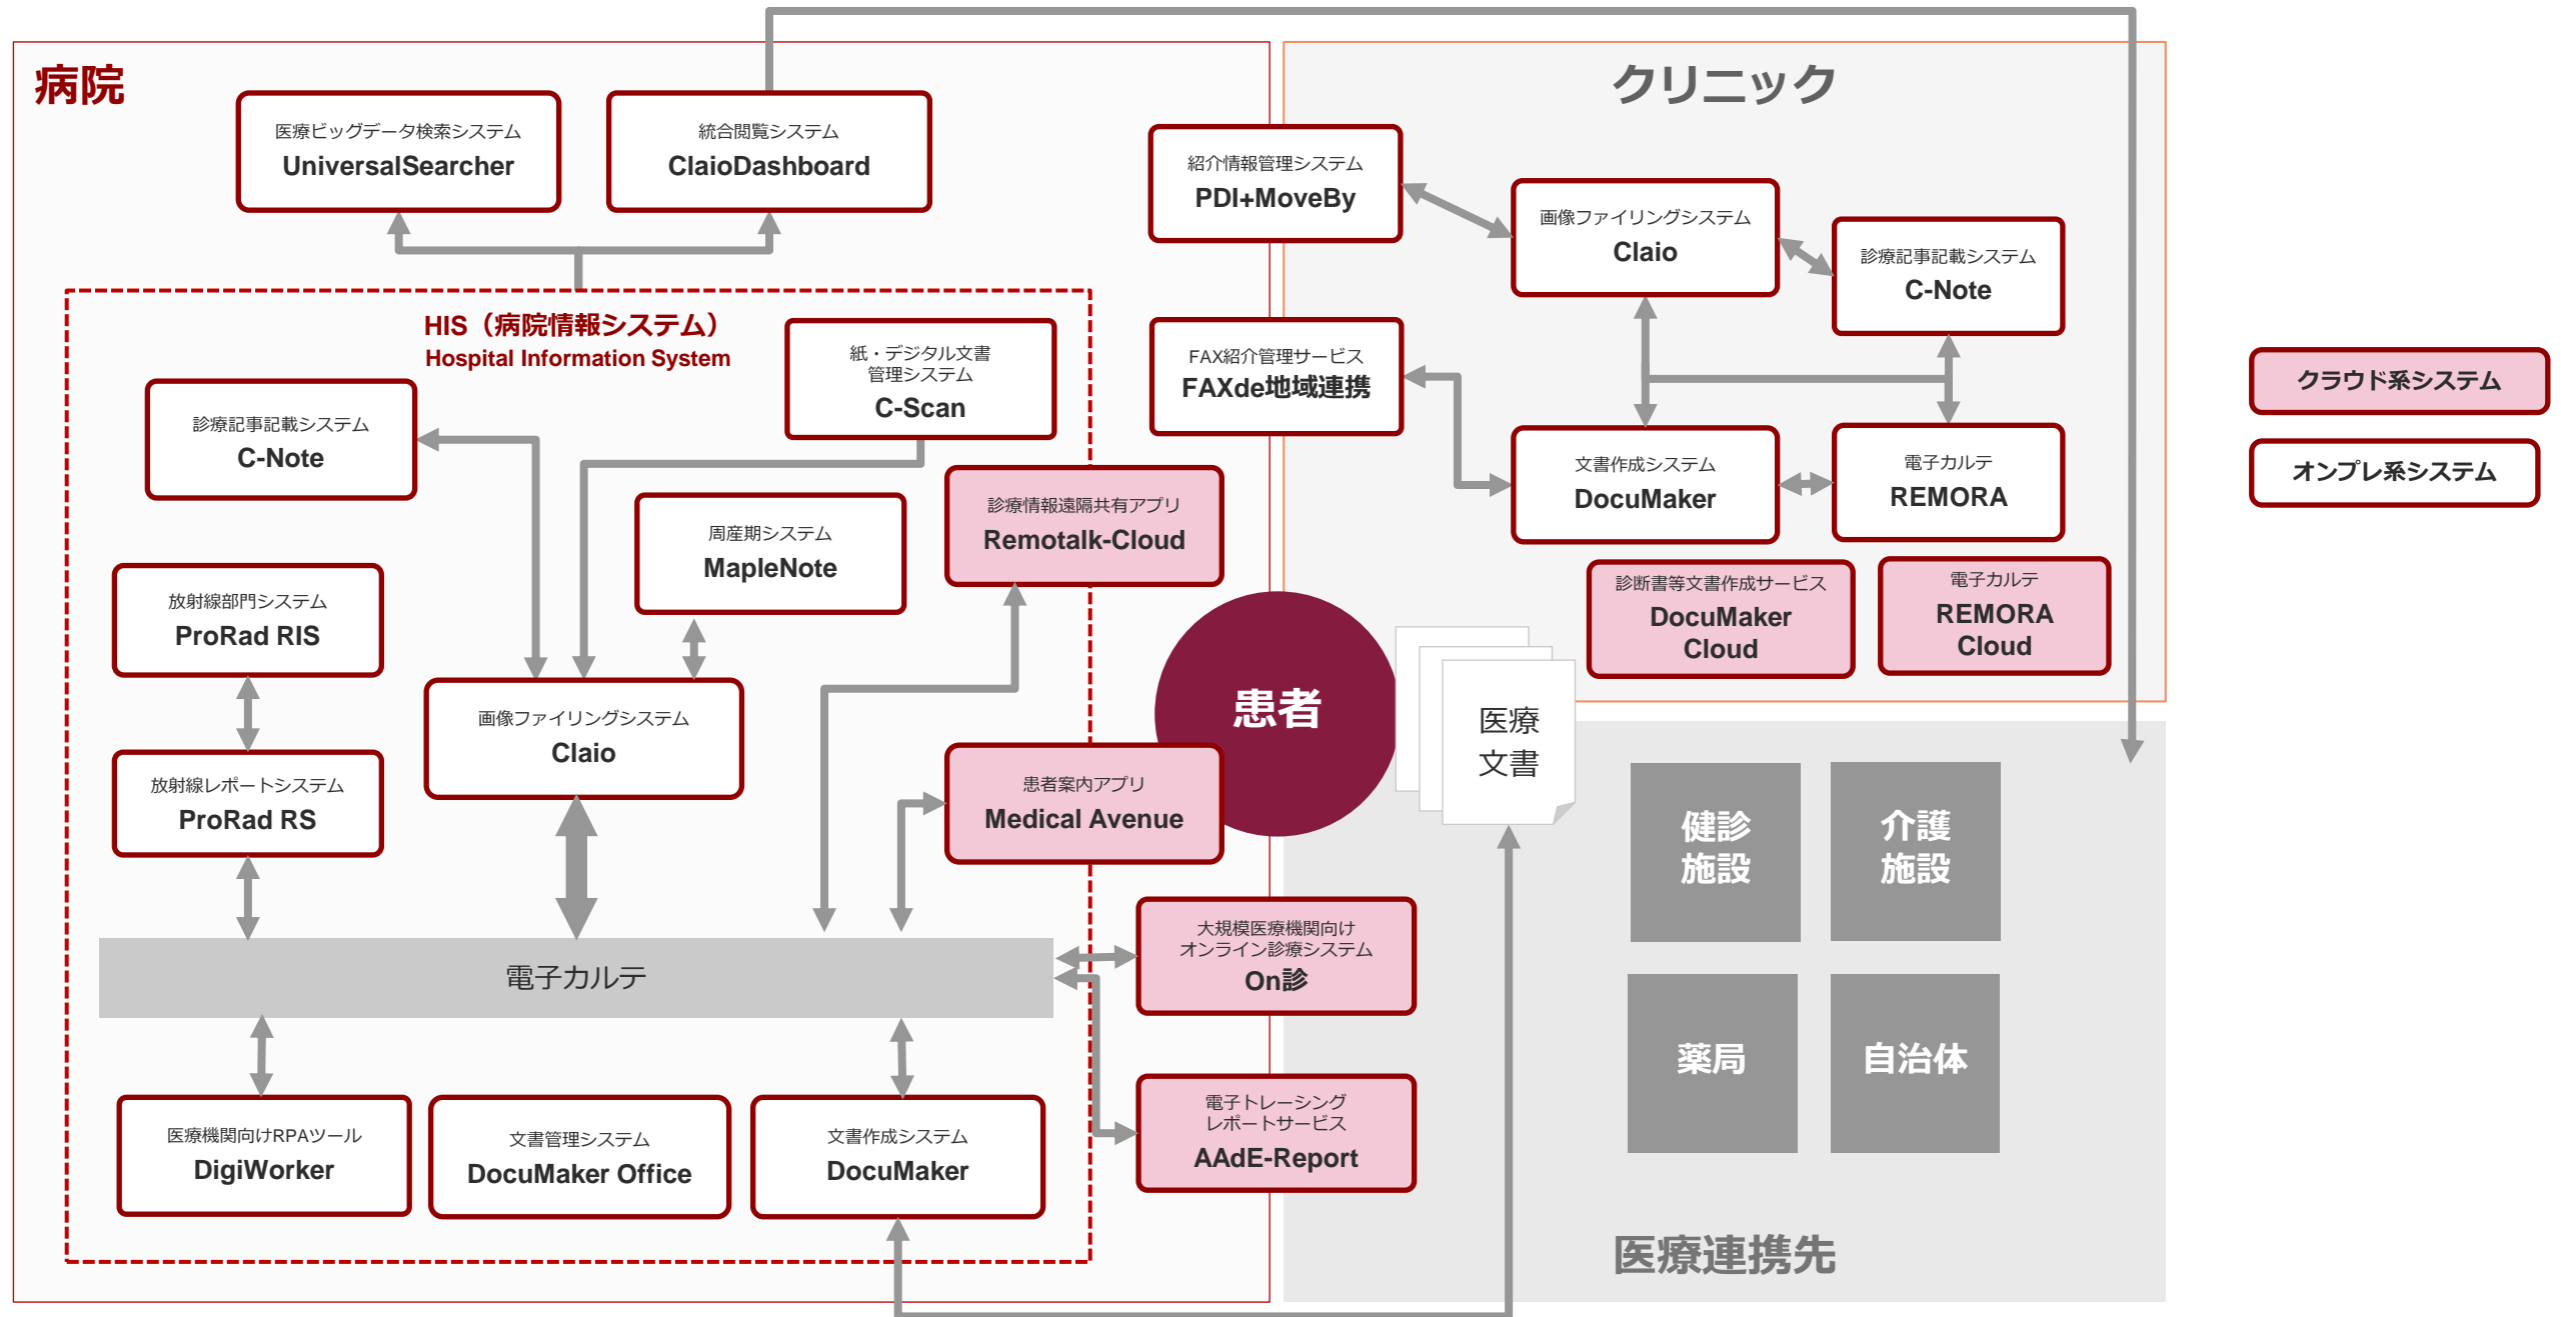 病院
医療ビッグデータ検索システム
UniversalSearcher
統合閲覧システム
ClaioDashboard
HIS（病院情報システム）
Hospital Information System
紙・デジタル文書
管理システム
C-Scan
診療記事記載システム
C-Note
周産期システム
MapleNote
診療情報遠隔共有アプリ
Remotalk-Cloud
放射線部門システム
ProRad RIS
画像ファイリングシステム
Claio
放射線レポートシステム
ProRad RS
患者案内アプリ
Medical Avenue
電子カルテ
大規模医療機関向け
オンライン診療システム
On診
医療機関向けRPAツール
DigiWorker
文書管理システム
DocuMaker Office
文書作成システム
DocuMaker
電子トレーシング
レポートサービス
AAdE-Report
患者
医療
文書
クリニック
紹介情報管理システム
PDI+MoveBy
画像ファイリングシステム
Claio
診療記事記載システム
C-Note
FAX紹介管理サービス
FAXde地域連携
文書作成システム
DocuMaker
電子カルテ
REMORA
診断書等文書作成サービス
DocuMaker
Cloud
電子カルテ
REMORA
Cloud
健診
施設
介護
施設
薬局
自治体
医療連携先
クラウド系システム
オンプレ系システム